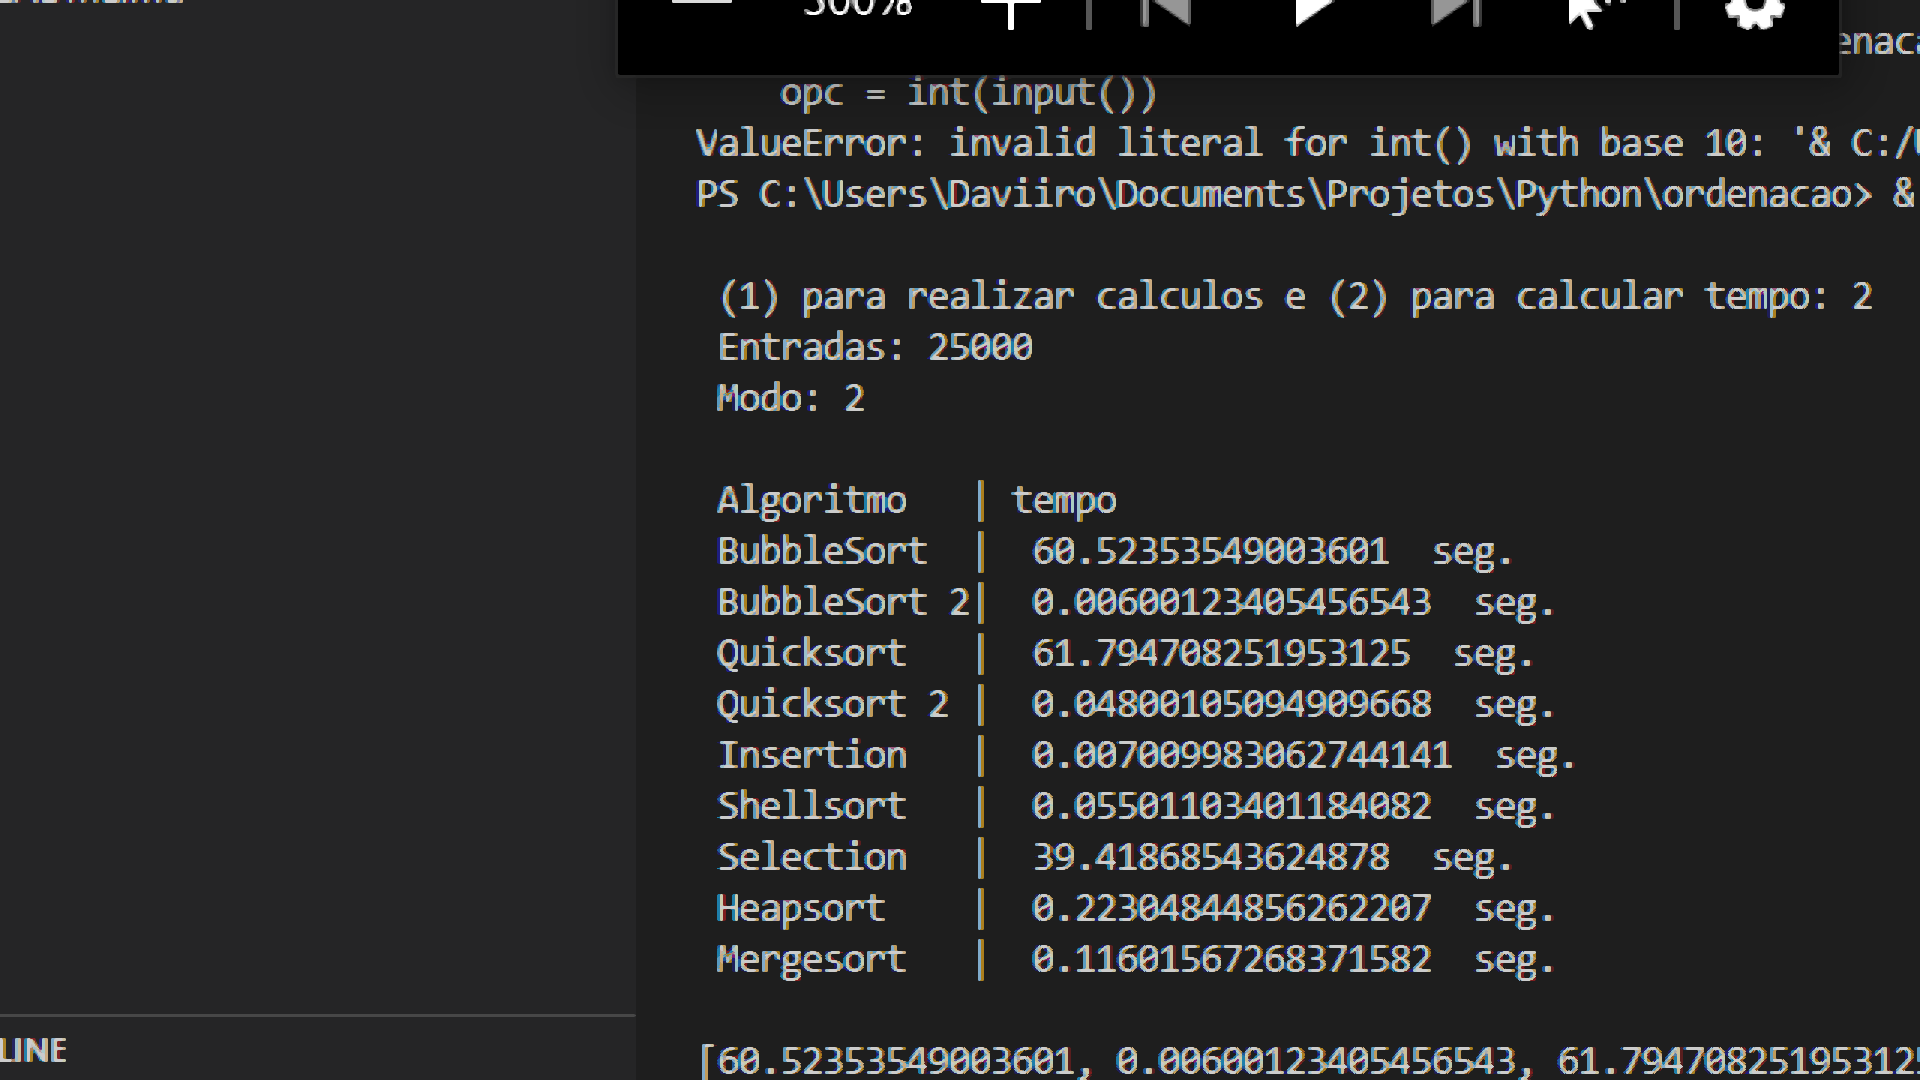 500%
opc = int(input())
ValueError: invalid literal for int() with base 10: '& C:/
PS C:\Users\Daviiro\Documents\Projetos\Python\ordenacao> &
(1) para realizar calculos e (2) para calcular tempo: 2
Entradas: 25000
Modo: 2
Algoritmo | tempo
BubbleSort | 60.52353549003601 seg.
BubbleSort 2| 0.00600123405456543 seg.
Quicksort | 61.794708251953125 seg.
Quicksort 2 | 0.04800105094909668 seg.
Insertion | 0.007009983062744141 seg.
Shellsort | 0.05501103401184082 seg.
Selection | 39.41868543624878 seg.
Heapsort | 0.22304844856262207 seg.
Mergesort | 0.11601567268371582 seg.
LINE
[60.52353549003601, 0.00600123405456543, 61.794708251953125